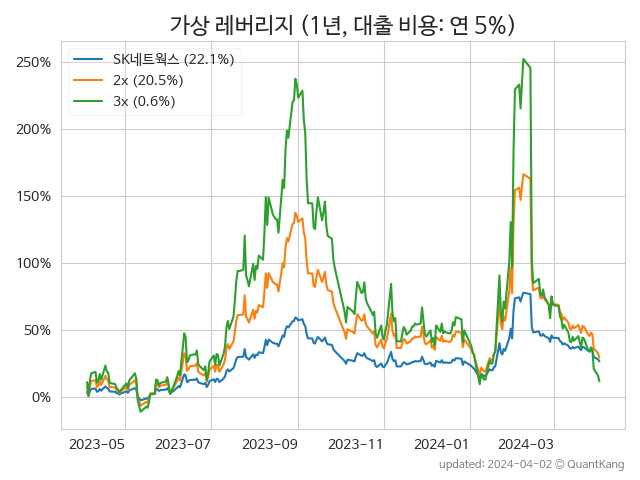 가상 레버리지 (1년, 대출 비용: 연 5%)
SK네트웍스 (22.1%)
2x (20.5%)
3x (0.6%)
250%
200%
150%
100%
50%
0%
2023-05 2023-07 2023-09 2023-11 2024-01 2024-03
updated: 2024-04-02 © QuantKang